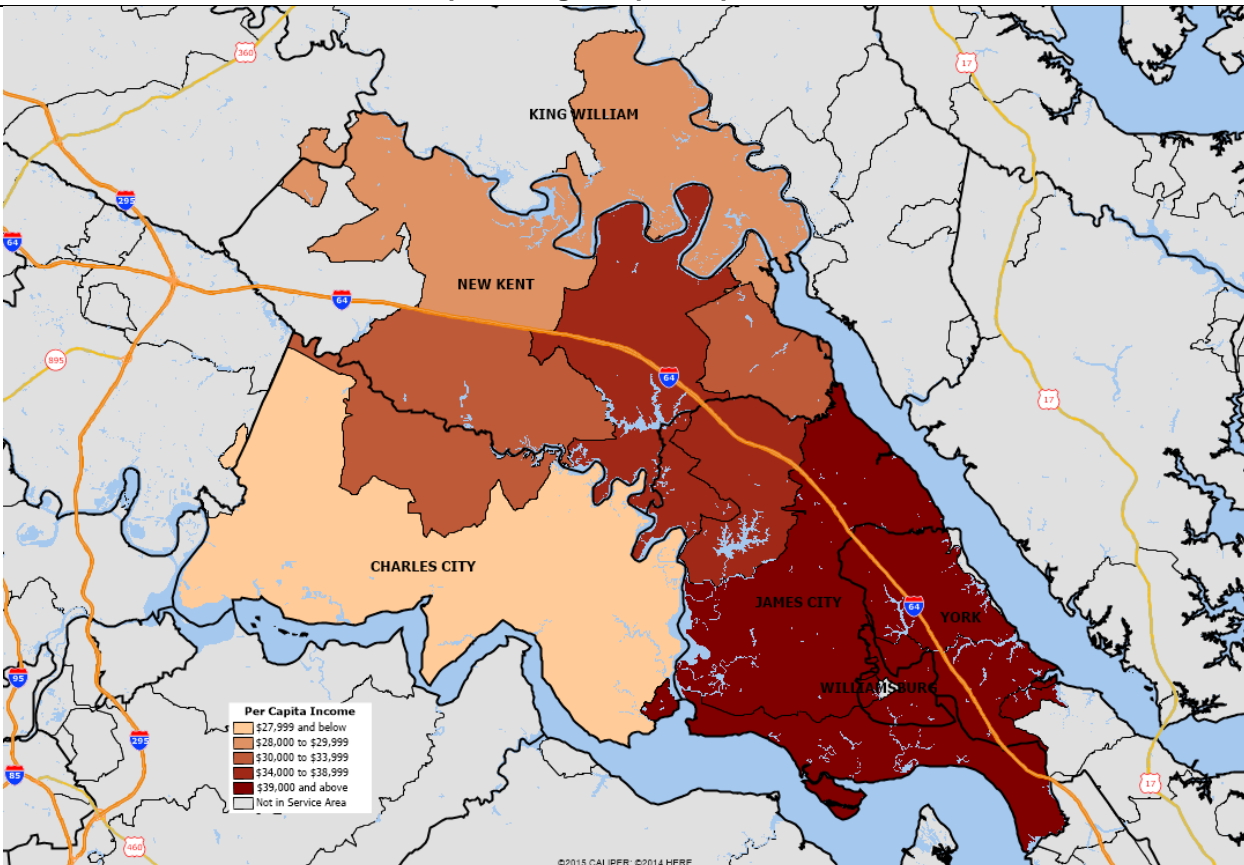 360
17
KING WILLIAM
295
64
NEW KENT
64
895
64
17
CHARLES CITY
JAMES CITY
64
YORK
WILLIAMSBURG
95
Per Capita Income
$27,999 and below
$28,000 to $29,999
$30,000 to $33,999
$34,000 to $38,999
$39,000 and above
Not in Service Area
295
85
17
460
©2015 CALIPER; ©2014 HERE